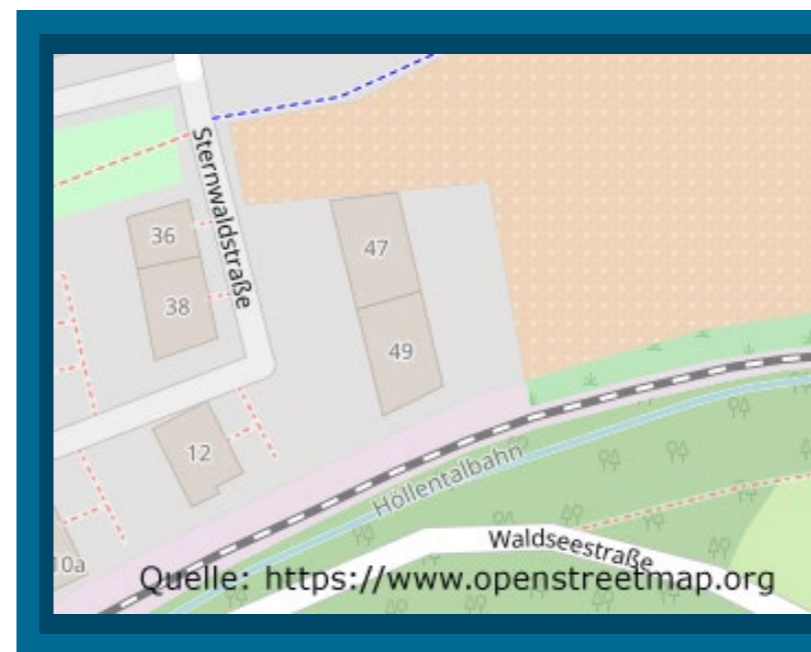 Sternwaldstraße
36
47
38
49
12
Höllentalbahn
Waldseestraße
10a
Quelle: https://www.openstreetmap.org